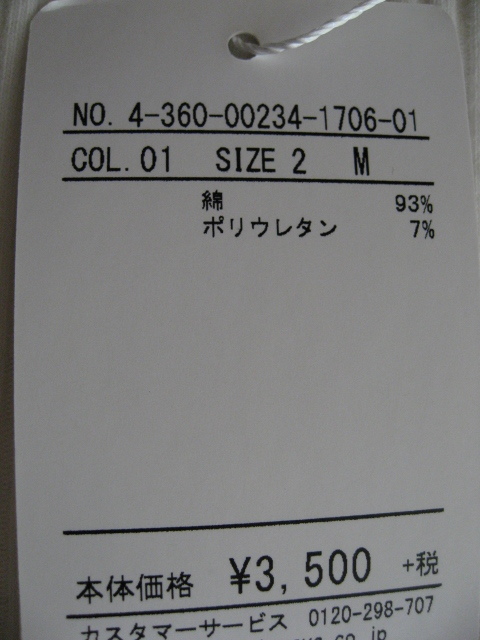 NO. 4-360-00234-1706-01
COL. 01 SIZE 2 M
綿 93%
ポリウレタン 7%
本体価格 ¥3,500 +税
カスタマーサービス 0120-298-707